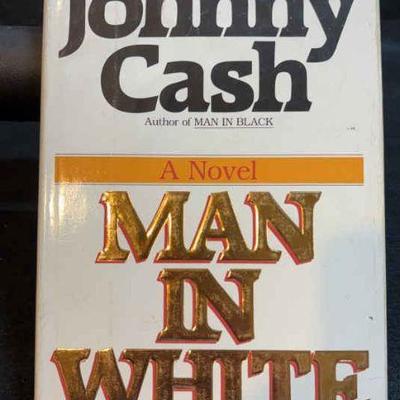 Johnny
Cash
Author of MAN IN BLACK
A Novel
MAN
IN
WHITE